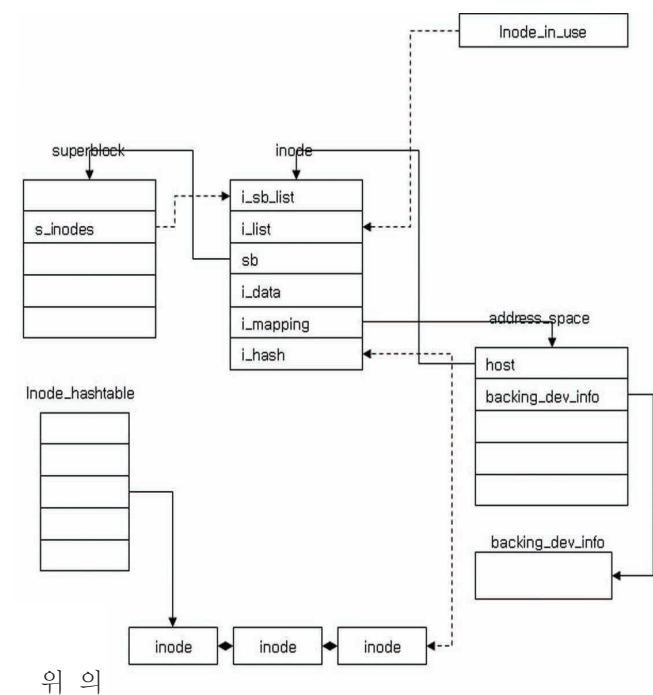 Inode_in_use
superblock
inode
i_sb_list
s_inodes
i_list
sb
i_data
i_mapping
i_hash
address_space
host
backing_dev_info
Inode_hashtable
backing_dev_info
inode
inode
inode
위 의